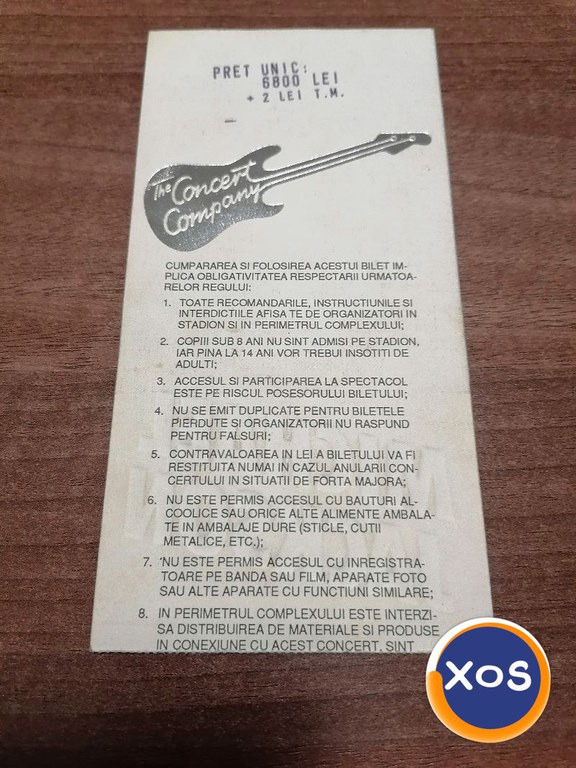 PRET UNIC:
6800 LEI
+ 2 LEI T.M.
The
Concert
Company
CUMPARAREA SI FOLOSIREA ACESTUI BILET IM-
PLICA OBLIGATIVITATEA RESPECTARII URMATOA-
RELOR REGULUI:
1. TOATE RECOMANDARILE, INSTRUCTIUNILE SI
INTERDICTIILE AFISA TE DE ORGANIZATORI IN
STADION SI IN PERIMETRUL COMPLEXULUI;
2. COPIII SUB 8 ANI NU SINT ADMISI PE STADION,
IAR PINA LA 14 ANI VOR TREBUI INSOTITI DE
ADULTI;
3. ACCESUL SI PARTICIPAREA LA SPECTACOL
ESTE PE RISCUL POSESORULUI BILETULUI;
4. NU SE EMIT DUPLICATE PENTRU BILETELE
PIERDUTE SI ORGANIZATORII NU RASPUND
PENTRU FALSURI;
5. CONTRAVALOAREA IN LEI A BILETULUI VA FI
RESTITUITA NUMAI IN CAZUL ANULARII CON-
CERTULUI IN SITUATII DE FORTA MAJORA;
6. NU ESTE PERMIS ACCESUL CU BAUTURI AL-
COOLICE SAU ORICE ALTE ALIMENTE AMBALA-
TE IN AMBALAJE DURE (STICLE, CUTII
METALICE, ETC.);
7. 'NU ESTE PERMIS ACCESUL CU INREGISTRA-
TOARE PE BANDA SAU FILM, APARATE FOTO
SAU ALTE APARATE CU FUNCTIUNI SIMILARE;
8. IN PERIMETRUL COMPLEXULUI ESTE INTERZI-
SA DISTRIBUIREA DE MATERIALE SI PRODUSE
IN CONEXIUNE CU ACEST CONCERT. SINT
XOS